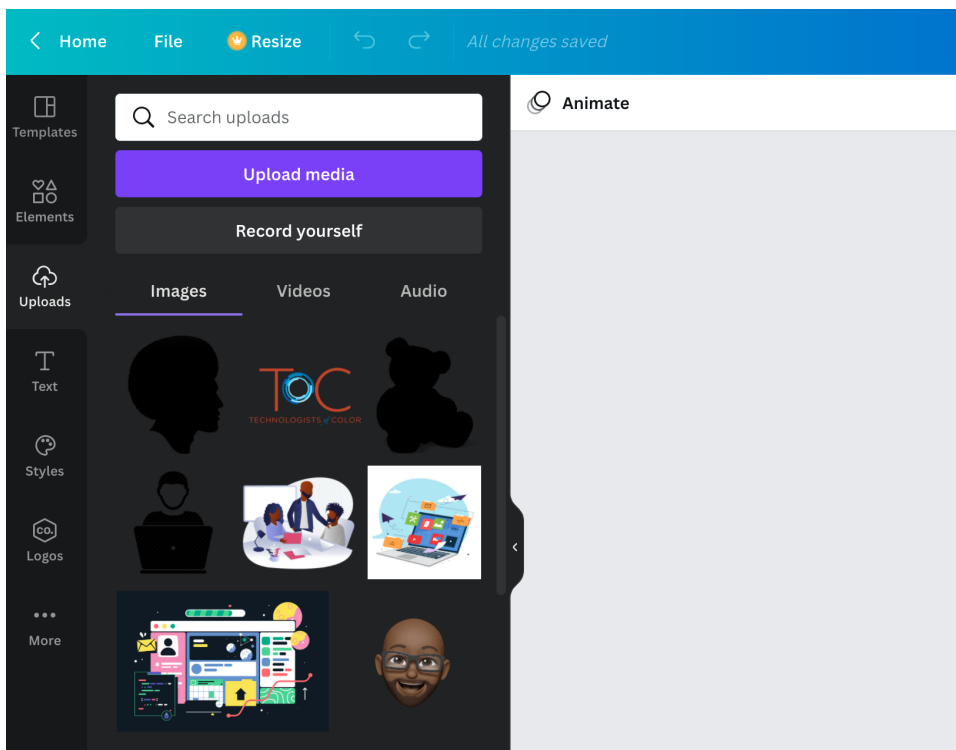 Home File Resize All changes saved
Templates
Elements
Uploads
Text
Styles
CO.
Logos
More
Search uploads
Upload media
Record yourself
Images Videos Audio
TOC
TECHNOLOGISTS of COLOR
Animate